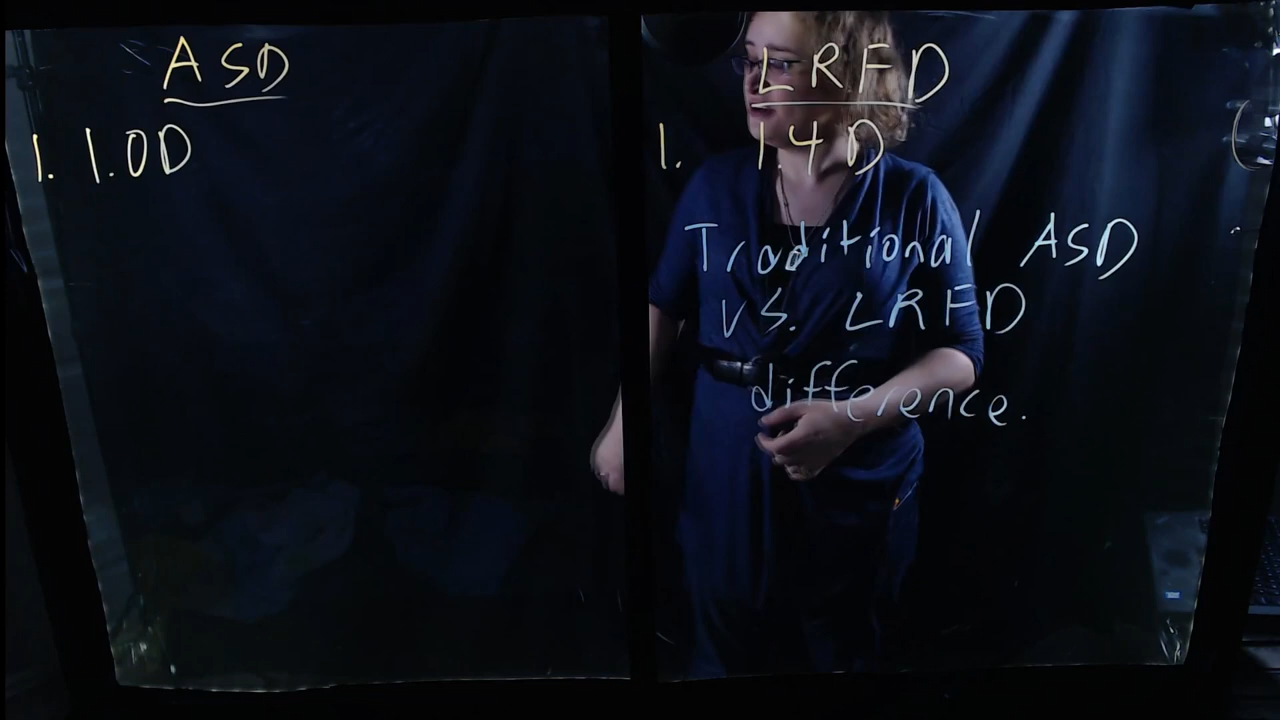 ASD
1. 1.0D
LRFD
1. 1.4D
Traditional ASD
vs. LRFD
difference.